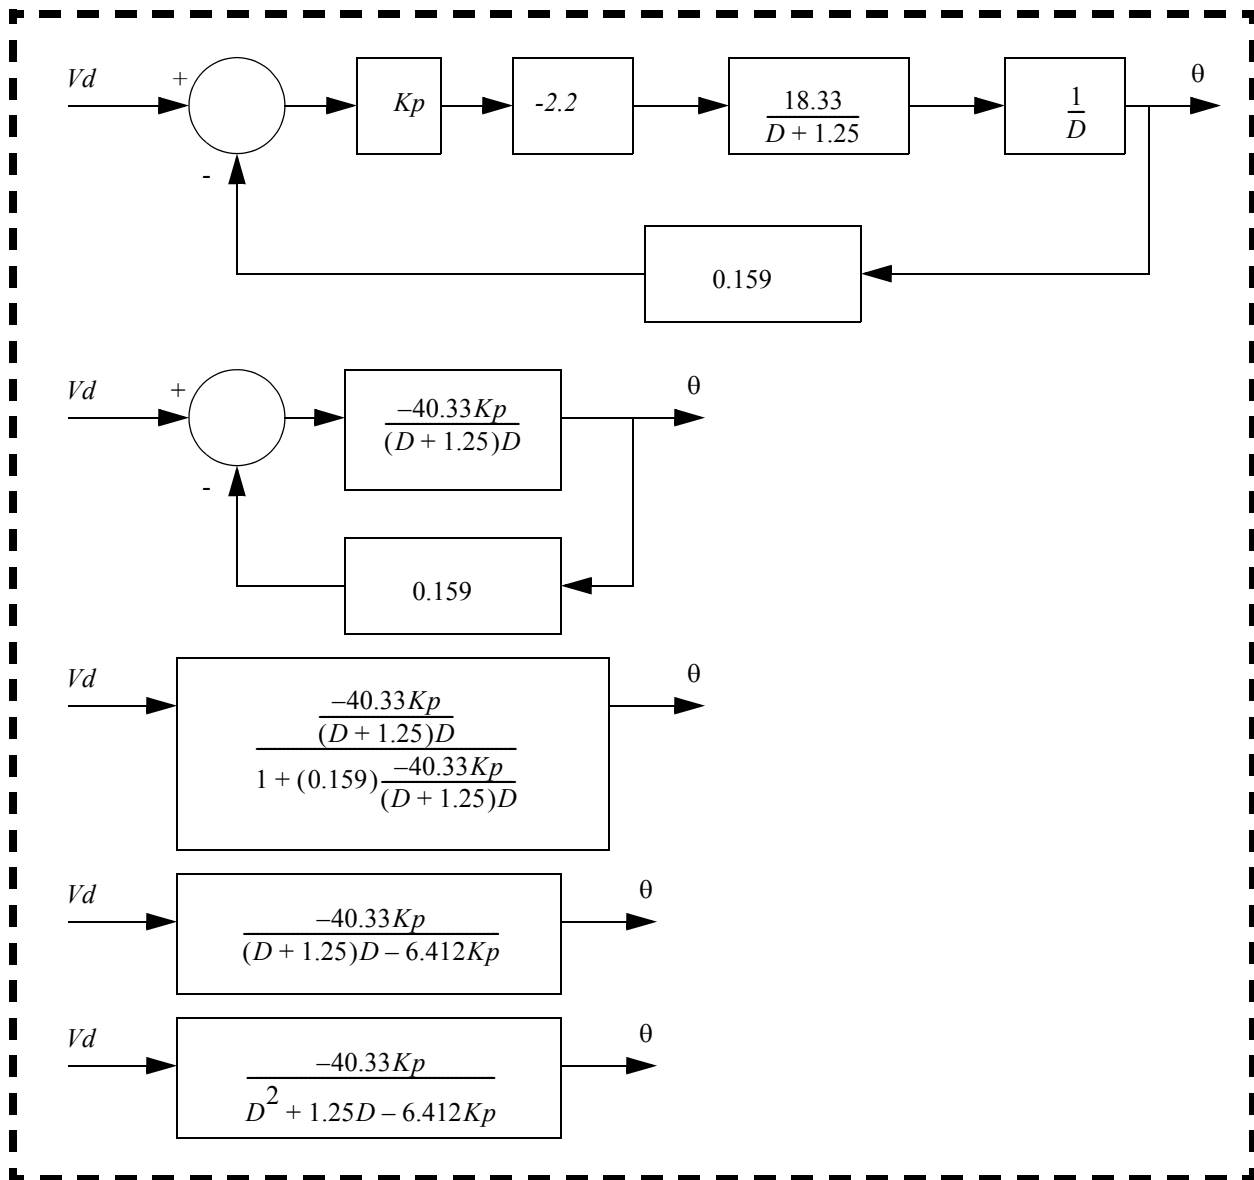 Vd + Kp -2.2 18.33 / D + 1.25 1 / D θ
-
0.159
Vd + –40.33Kp / (D + 1.25)D θ
-
0.159
Vd θ
–40.33Kp
(D + 1.25)D
1 + (0.159) –40.33Kp / (D + 1.25)D
Vd θ
–40.33Kp
(D + 1.25)D – 6.412Kp
Vd θ
–40.33Kp
D² + 1.25D – 6.412Kp